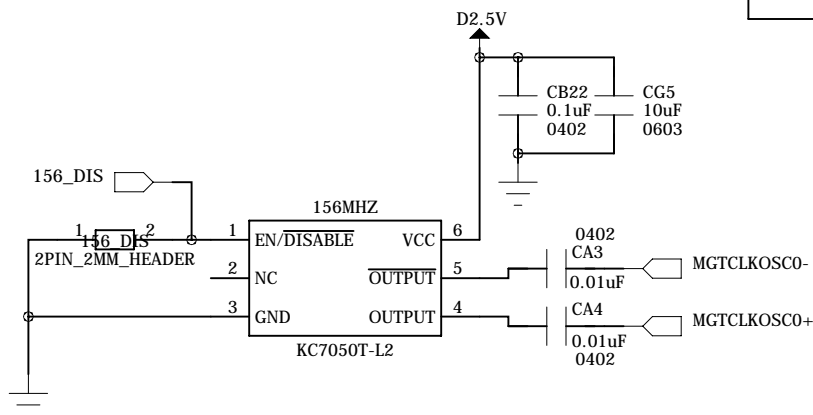 D2.5V
CB22
0.1uF
0402
CG5
10uF
0603
156_DIS
156MHZ
1
156_DIS
2
2PIN_2MM_HEADER
1
EN/DISABLE
VCC
6
2
NC
OUTPUT
5
3
GND
OUTPUT
4
KC7050T-L2
0402
CA3
0.01uF
MGTCLKOSC0-
CA4
0.01uF
0402
MGTCLKOSC0+